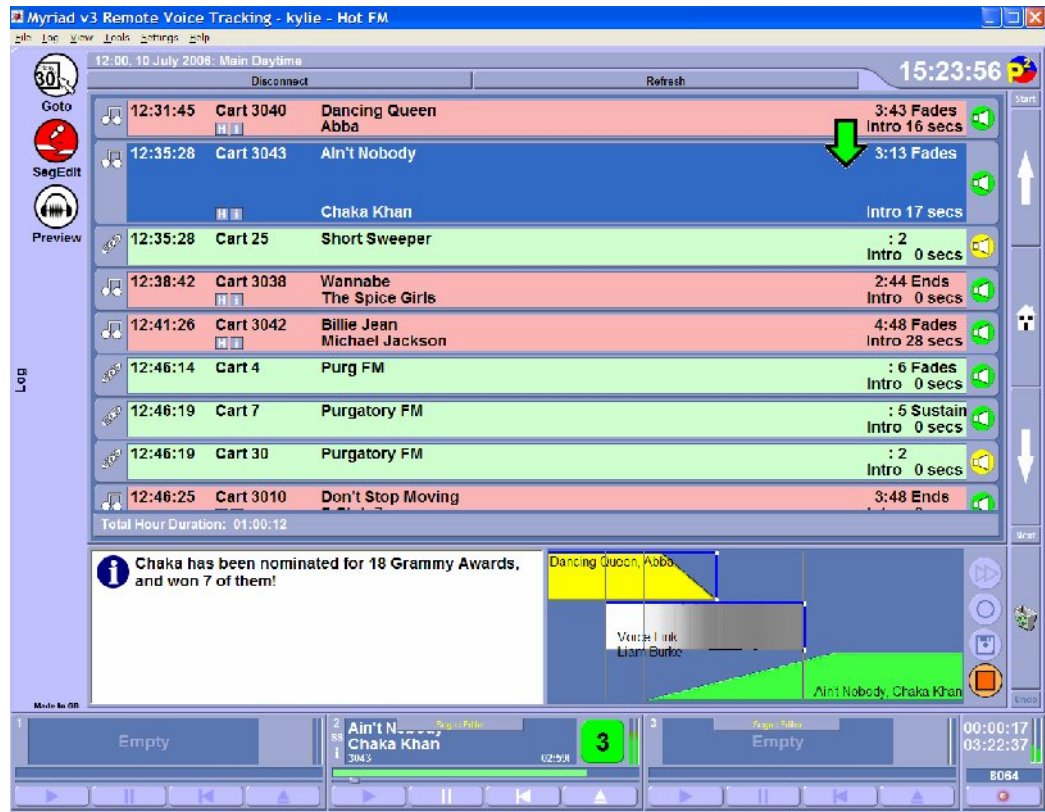 Myriad v3 Remote Voice Tracking - kylie - Hot FM
File Log View Tools Settings Help
12:00, 10 July 2006: Main Daytime
15:23:56
Disconnect Refresh
Goto
SegEdit
Preview
Log
Made In GB
Start
Next
Undo
12:31:45 Cart 3040 Dancing Queen 3:43 Fades
H i Abba Intro 16 secs
12:35:28 Cart 3043 Ain't Nobody 3:13 Fades
H i Chaka Khan Intro 17 secs
12:35:28 Cart 25 Short Sweeper : 2
Intro 0 secs
12:38:42 Cart 3038 Wannabe 2:44 Ends
H i The Spice Girls Intro 0 secs
12:41:26 Cart 3042 Billie Jean 4:48 Fades
H i Michael Jackson Intro 28 secs
12:46:14 Cart 4 Purg FM : 6 Fades
Intro 0 secs
12:46:19 Cart 7 Purgatory FM : 5 Sustain
Intro 0 secs
12:46:19 Cart 30 Purgatory FM : 2
Intro 0 secs
12:46:25 Cart 3010 Don't Stop Moving 3:48 Ends
Total Hour Duration: 01:00:12
Chaka has been nominated for 18 Grammy Awards,
and won 7 of them!
Dancing Queen, Abba
Voice Link
Liam Burke
Ain't Nobody, Chaka Khan
1 Empty
2 Ain't N
SS Chaka Khan
i 3043
3
3 Empty
00:00:17
03:22:37
8064